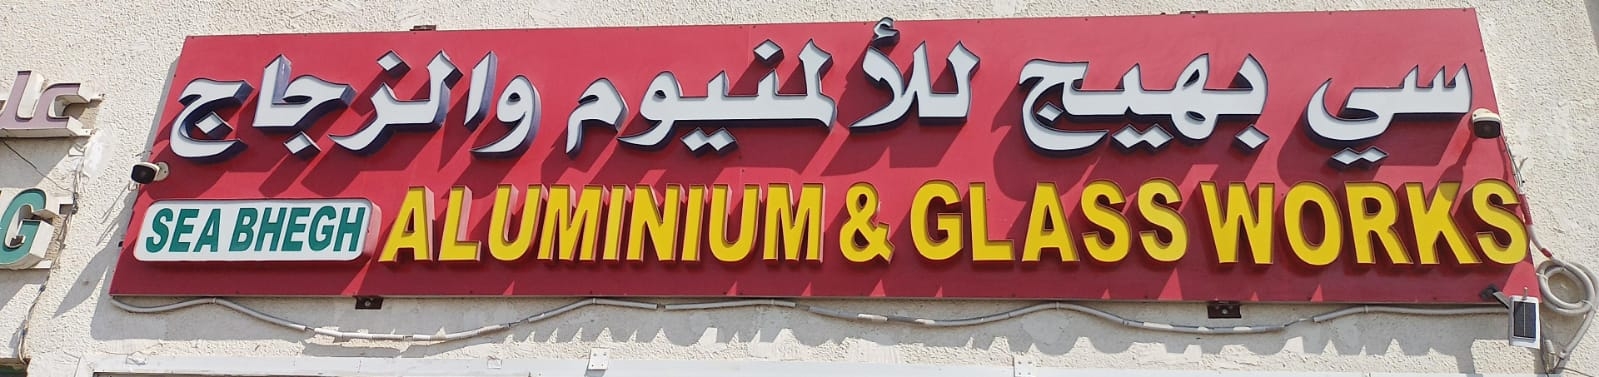 سي بهيج للألمنيوم والزجاج
SEA BHEGH ALUMINIUM & GLASS WORKS